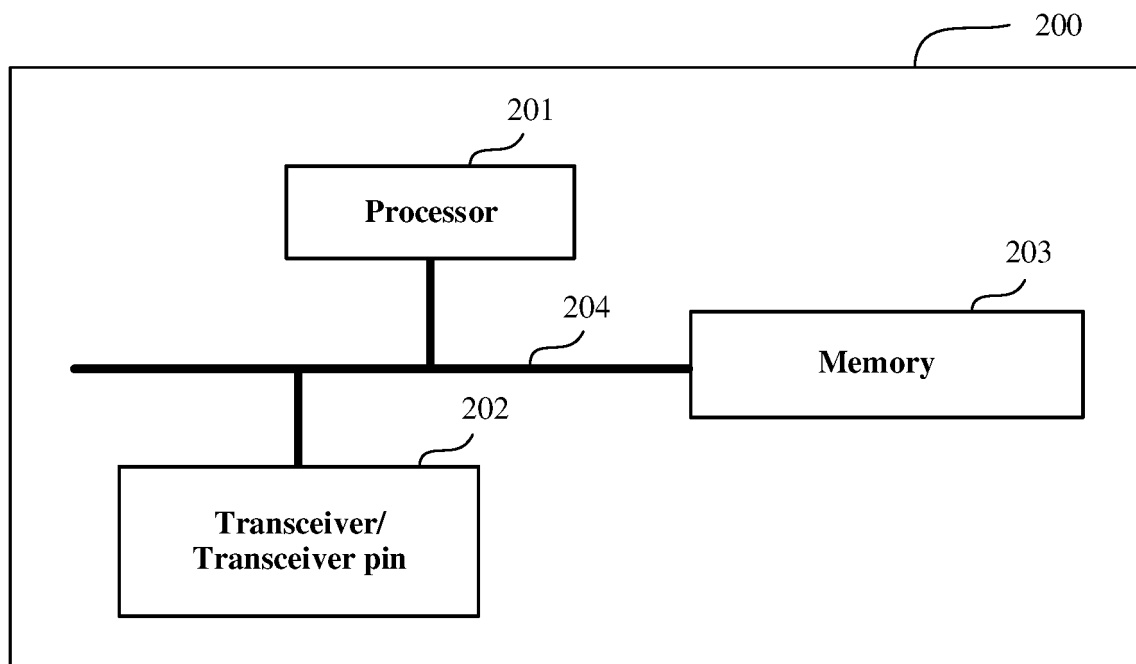 200
201
Processor
203
204
Memory
202
Transceiver/
Transceiver pin